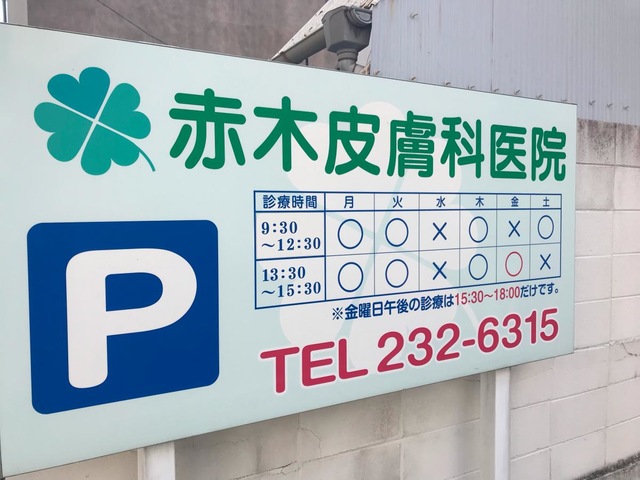 赤木皮膚科医院
P
診療時間 月 火 水 木 金 土
9:30～12:30 ○ ○ × ○ × ○
13:30～15:30 ○ ○ × ○ ○ ×
※金曜日午後の診療は15:30～18:00だけです。
TEL 232-6315